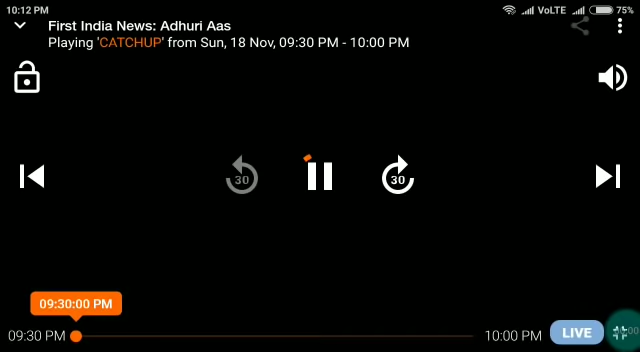 10:12 PM
VoLTE
75%
First India News: Adhuri Aas
Playing 'CATCHUP' from Sun, 18 Nov, 09:30 PM - 10:00 PM
30
30
09:30:00 PM
09:30 PM
10:00 PM
LIVE